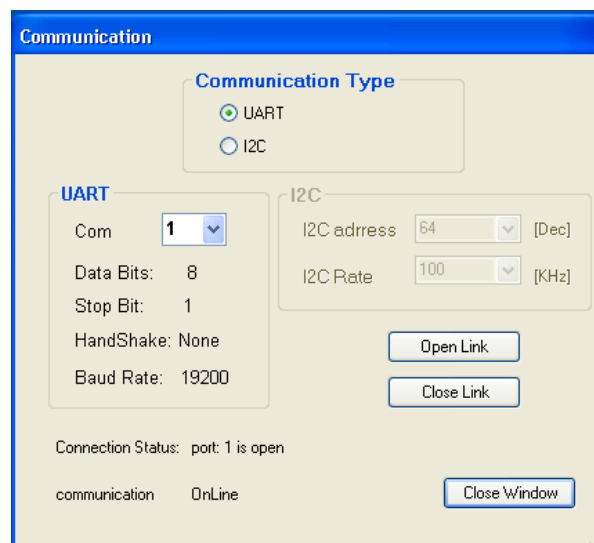 Communication
Communication Type
UART
I2C
UART
Com 1
Data Bits: 8
Stop Bit: 1
HandShake: None
Baud Rate: 19200
I2C
I2C adrress 64 [Dec]
I2C Rate 100 [KHz]
Open Link
Close Link
Connection Status: port: 1 is open
communication OnLine
Close Window